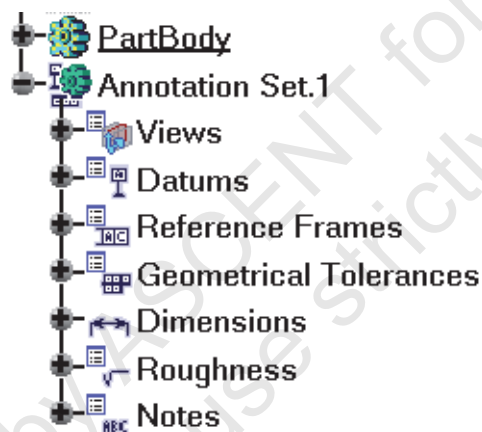 PartBody
Annotation Set.1
Views
Datums
Reference Frames
Geometrical Tolerances
Dimensions
Roughness
Notes